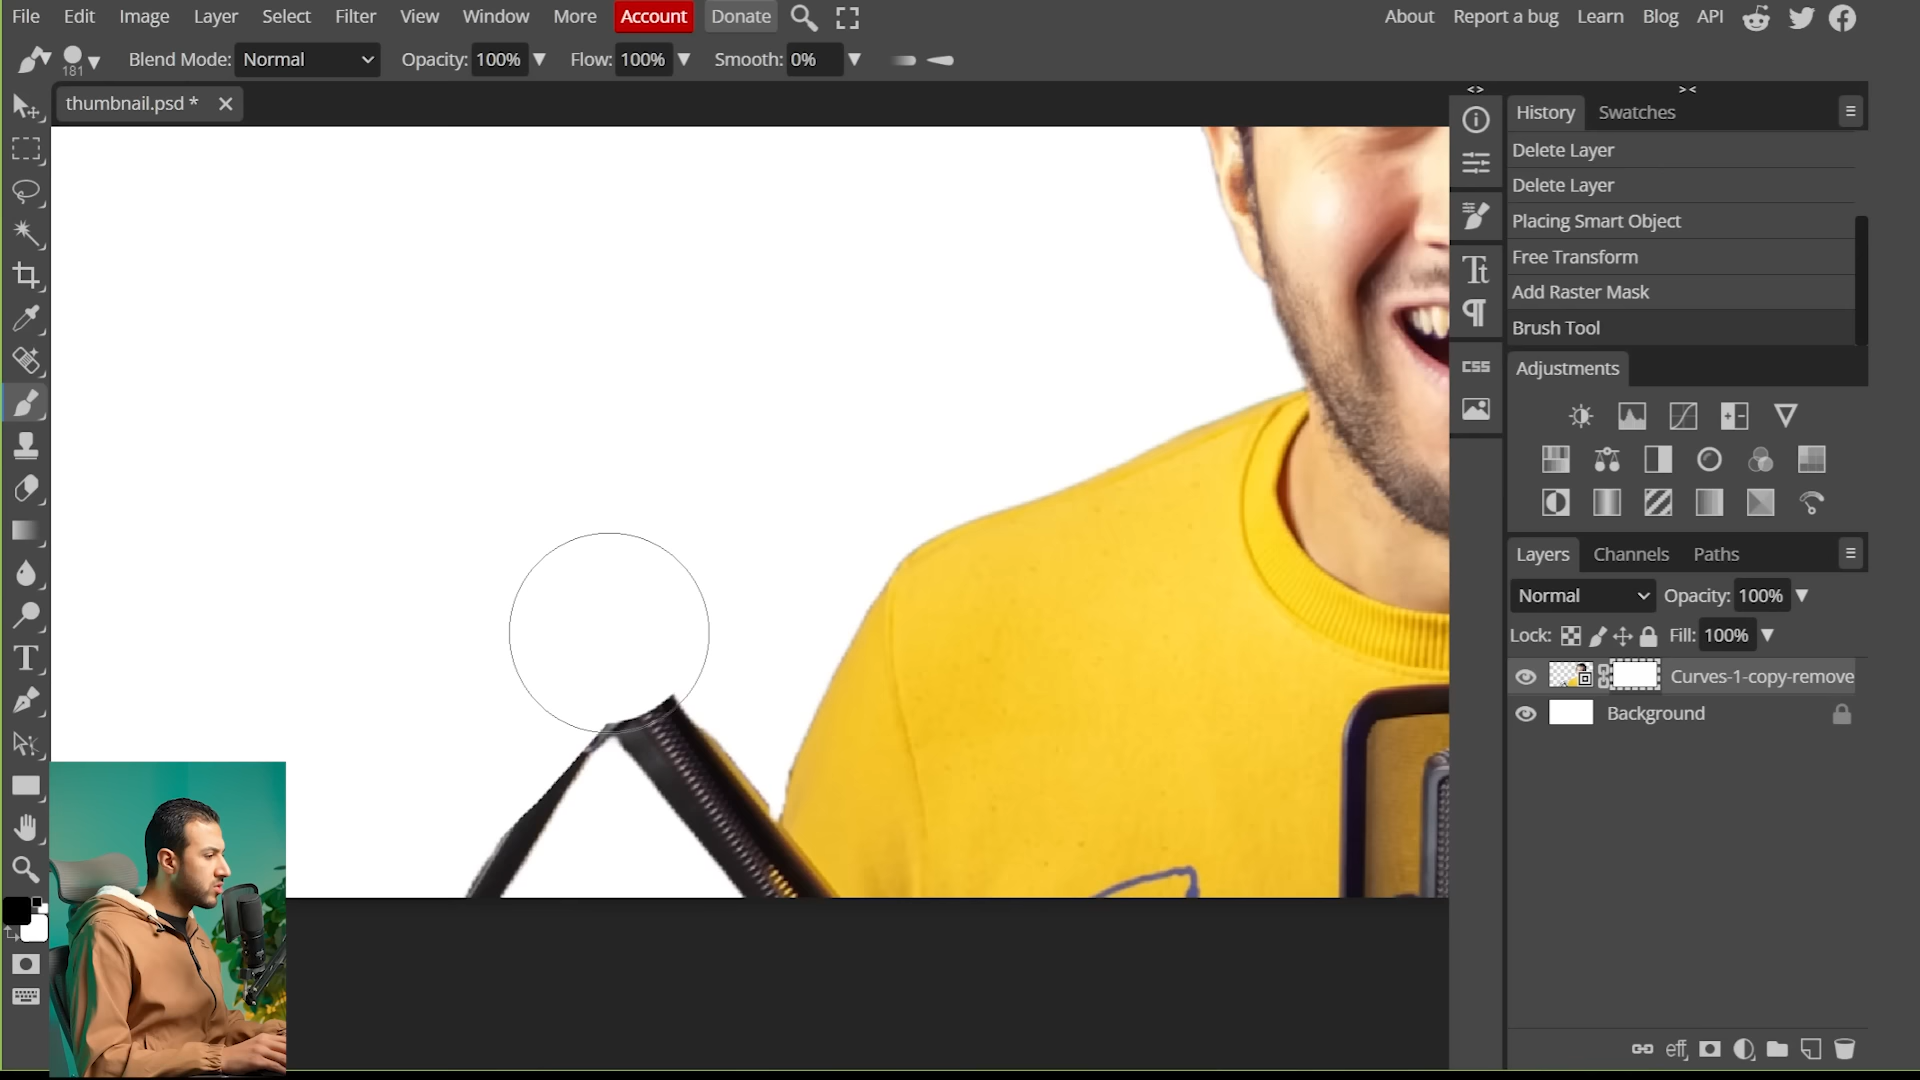 File Edit Image Layer Select Filter View Window More Account Donate About Report a bug Learn Blog API
181 Blend Mode: Normal Opacity: 100% Flow: 100% Smooth: 0%
thumbnail.psd *
History Swatches
Delete Layer
Delete Layer
Placing Smart Object
Free Transform
Add Raster Mask
Brush Tool
CSS
Adjustments
Layers Channels Paths
Normal Opacity: 100%
Lock: Fill: 100%
Curves-1-copy-remove
Background
eff